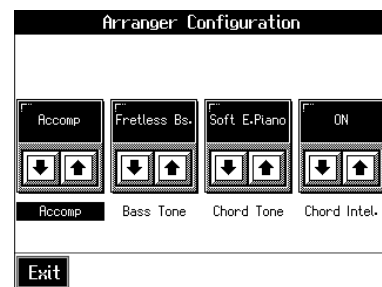 Arranger Configuration
Accomp Fretless Bs. Soft E.Piano ON
Accomp Bass Tone Chord Tone Chord Intel.
Exit